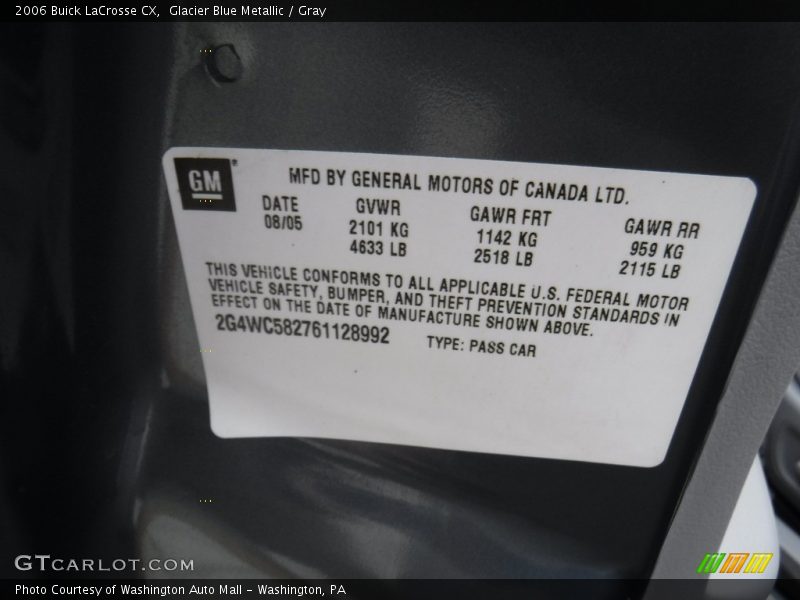 2006 Buick LaCrosse CX, Glacier Blue Metallic / Gray
GM
MFD BY GENERAL MOTORS OF CANADA LTD.
DATE GVWR GAWR FRT GAWR RR
08/05 2101 KG 1142 KG 959 KG
4633 LB 2518 LB 2115 LB
THIS VEHICLE CONFORMS TO ALL APPLICABLE U.S. FEDERAL MOTOR
VEHICLE SAFETY, BUMPER, AND THEFT PREVENTION STANDARDS IN
EFFECT ON THE DATE OF MANUFACTURE SHOWN ABOVE.
2G4WC582761128992 TYPE: PASS CAR
GTCARLOT.COM
Photo Courtesy of Washington Auto Mall - Washington, PA